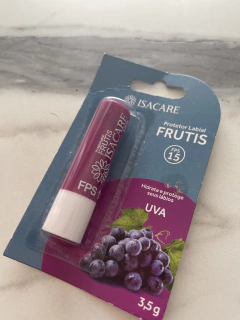 ISACARE
Protetor Labial
FRUTIS
FPS
15
Hidrata e protege
seus lábios
UVA
3,5g
FRUTIS
ISACARE
FPS